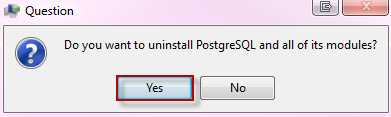 Question
Do you want to uninstall PostgreSQL and all of its modules?
Yes
No